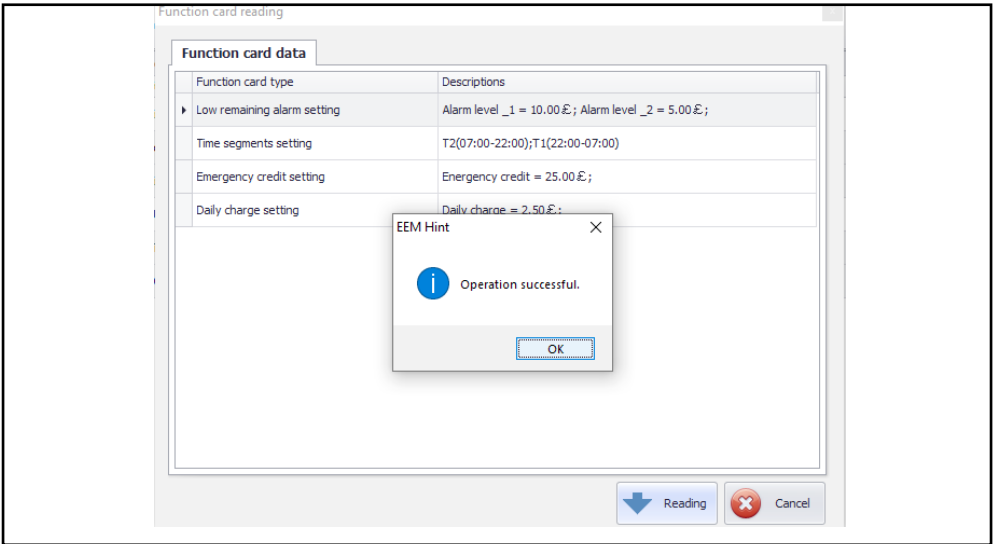 Function card reading
Function card data
Function card type Descriptions
Low remaining alarm setting Alarm level _1 = 10.00£; Alarm level _2 = 5.00£;
Time segments setting T2(07:00-22:00);T1(22:00-07:00)
Emergency credit setting Energency credit = 25.00£;
Daily charge setting Daily charge = 2.50£;
EEM Hint
Operation successful.
OK
Reading Cancel